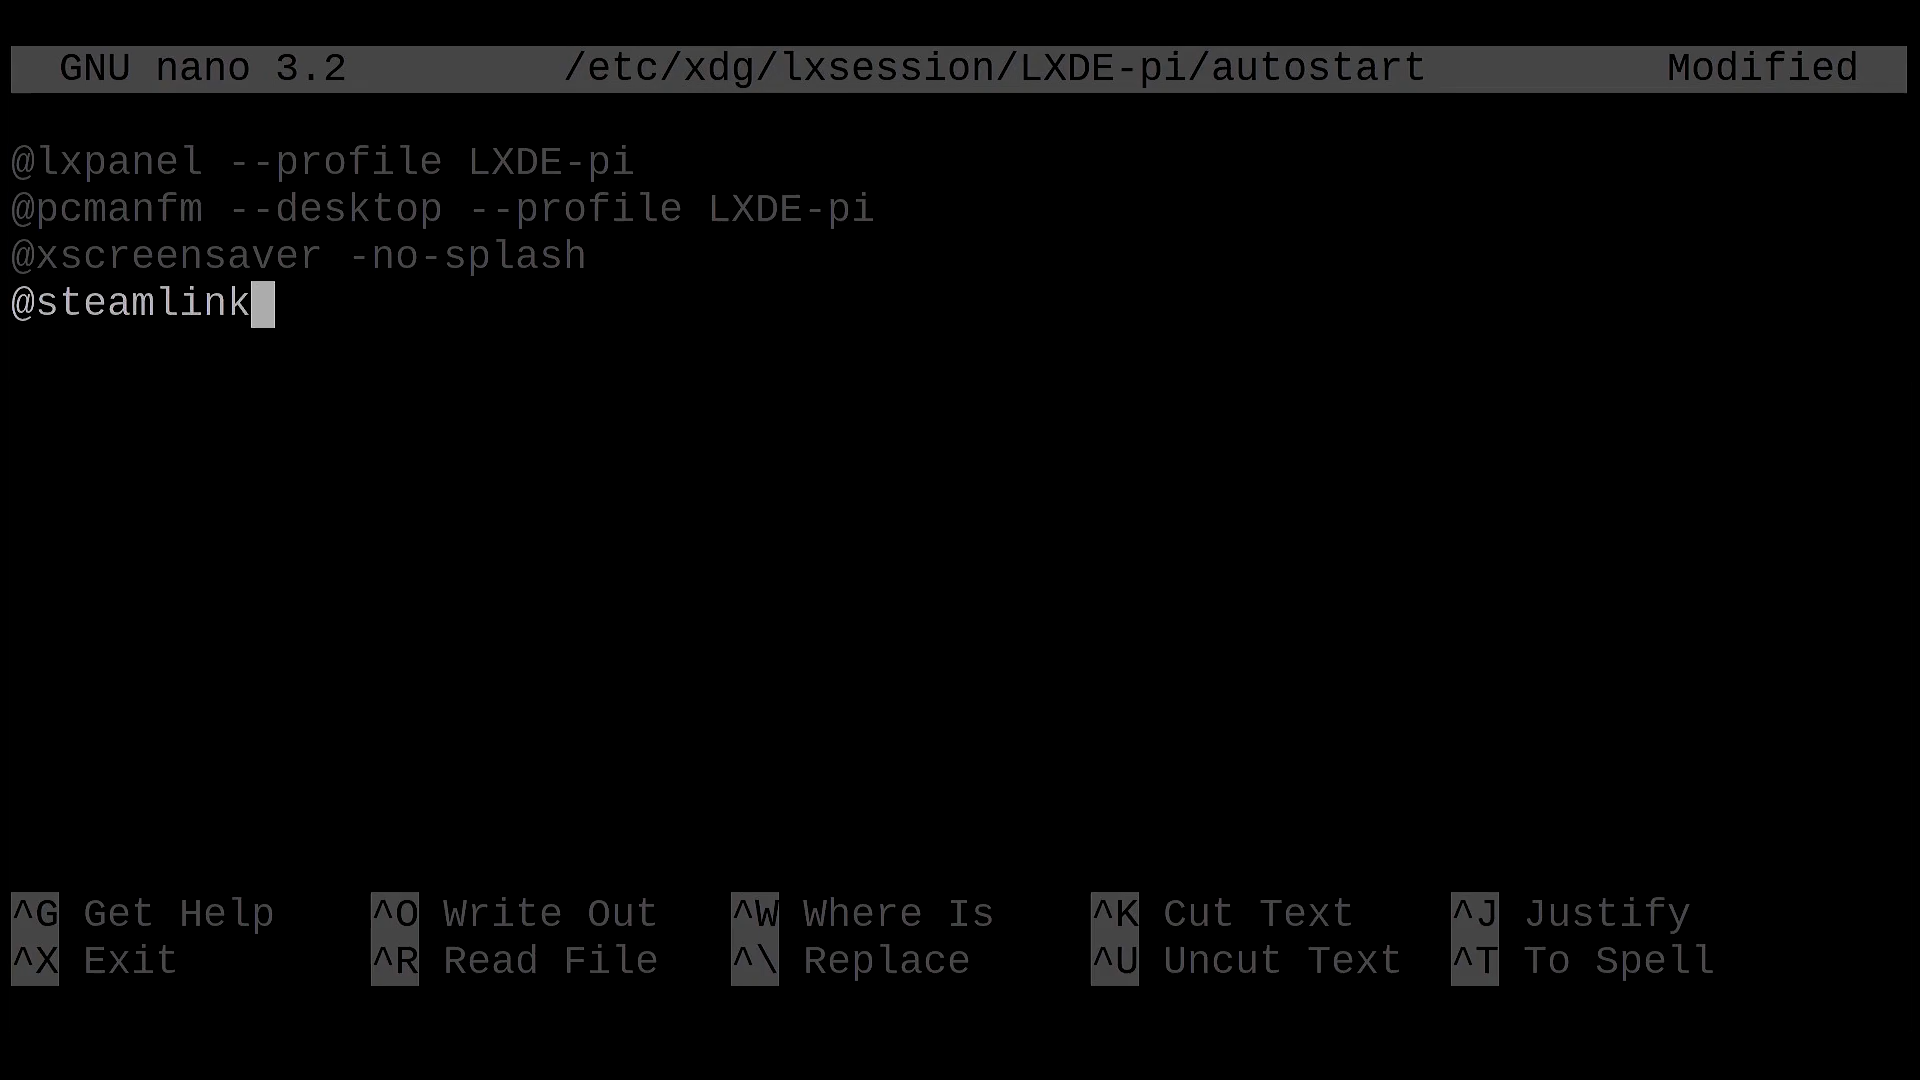 GNU nano 3.2 /etc/xdg/lxsession/LXDE-pi/autostart Modified
@lxpanel --profile LXDE-pi
@pcmanfm --desktop --profile LXDE-pi
@xscreensaver -no-splash
@steamlink
^G Get Help ^O Write Out ^W Where Is ^K Cut Text ^J Justify
^X Exit ^R Read File ^\ Replace ^U Uncut Text ^T To Spell